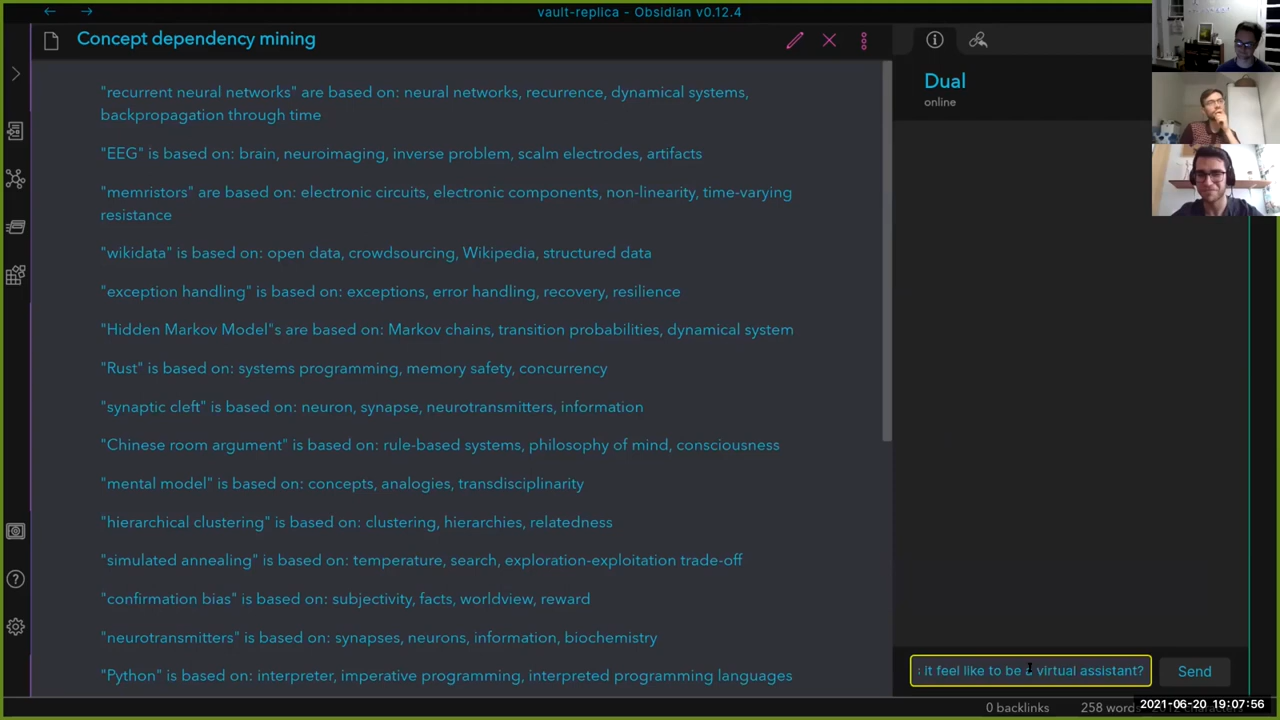 vault-replica - Obsidian v0.12.4
Concept dependency mining
"recurrent neural networks" are based on: neural networks, recurrence, dynamical systems,
backpropagation through time
"EEG" is based on: brain, neuroimaging, inverse problem, scalm electrodes, artifacts
"memristors" are based on: electronic circuits, electronic components, non-linearity, time-varying
resistance
"wikidata" is based on: open data, crowdsourcing, Wikipedia, structured data
"exception handling" is based on: exceptions, error handling, recovery, resilience
"Hidden Markov Model"s are based on: Markov chains, transition probabilities, dynamical system
"Rust" is based on: systems programming, memory safety, concurrency
"synaptic cleft" is based on: neuron, synapse, neurotransmitters, information
"Chinese room argument" is based on: rule-based systems, philosophy of mind, consciousness
"mental model" is based on: concepts, analogies, transdisciplinarity
"hierarchical clustering" is based on: clustering, hierarchies, relatedness
"simulated annealing" is based on: temperature, search, exploration-exploitation trade-off
"confirmation bias" is based on: subjectivity, facts, worldview, reward
"neurotransmitters" is based on: synapses, neurons, information, biochemistry
"Python" is based on: interpreter, imperative programming, interpreted programming languages
Dual
online
it feel like to be a virtual assistant?
Send
0 backlinks
258 words
2021-06-20 19:07:56